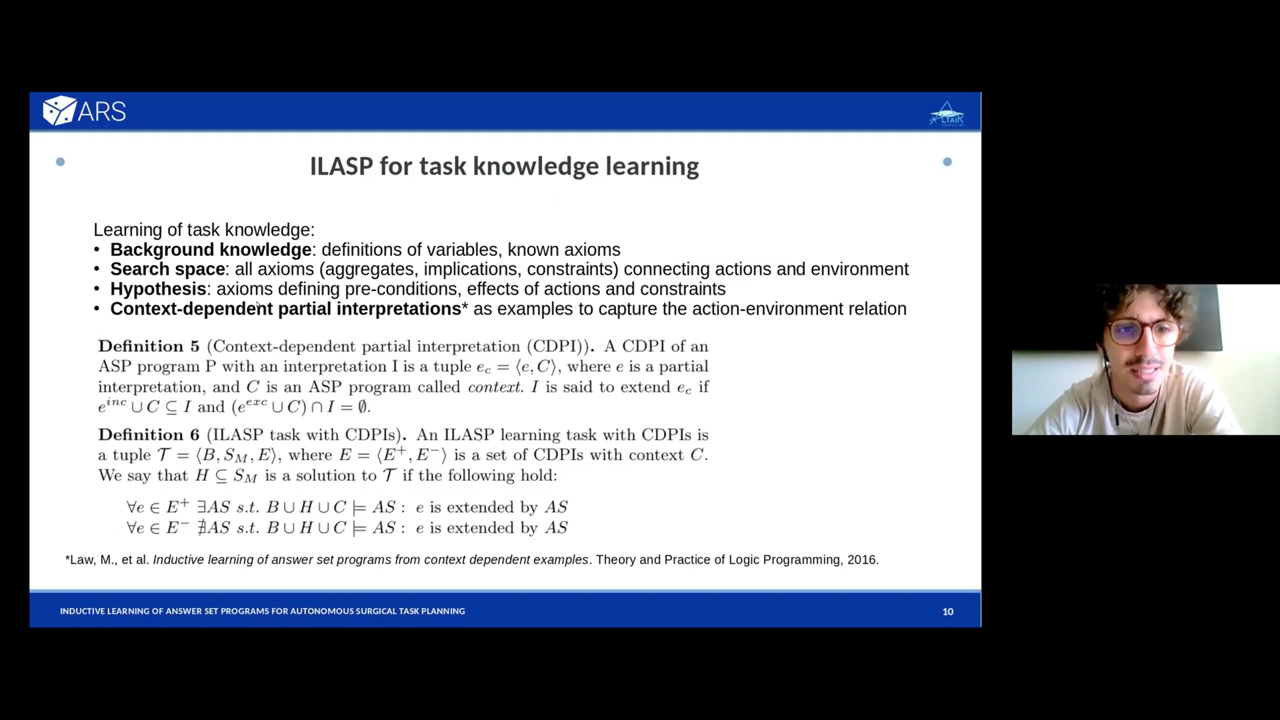 ARS
ALTAIR
ILASP for task knowledge learning
Learning of task knowledge:
• Background knowledge: definitions of variables, known axioms
• Search space: all axioms (aggregates, implications, constraints) connecting actions and environment
• Hypothesis: axioms defining pre-conditions, effects of actions and constraints
• Context-dependent partial interpretations* as examples to capture the action-environment relation
Definition 5 (Context-dependent partial interpretation (CDPI)). A CDPI of an
ASP program P with an interpretation I is a tuple e_c = ⟨e, C⟩, where e is a partial
interpretation, and C is an ASP program called context. I is said to extend e_c if
e^inc ∪ C ⊆ I and (e^exc ∪ C) ∩ I = ∅.
Definition 6 (ILASP task with CDPIs). An ILASP learning task with CDPIs is
a tuple 𝒯 = ⟨B, S_M, E⟩, where E = ⟨E⁺, E⁻⟩ is a set of CDPIs with context C.
We say that H ⊆ S_M is a solution to 𝒯 if the following hold:
∀e ∈ E⁺ ∃AS s.t. B ∪ H ∪ C ⊨ AS : e is extended by AS
∀e ∈ E⁻ ∄AS s.t. B ∪ H ∪ C ⊨ AS : e is extended by AS
*Law, M., et al. Inductive learning of answer set programs from context dependent examples. Theory and Practice of Logic Programming, 2016.
INDUCTIVE LEARNING OF ANSWER SET PROGRAMS FOR AUTONOMOUS SURGICAL TASK PLANNING
10